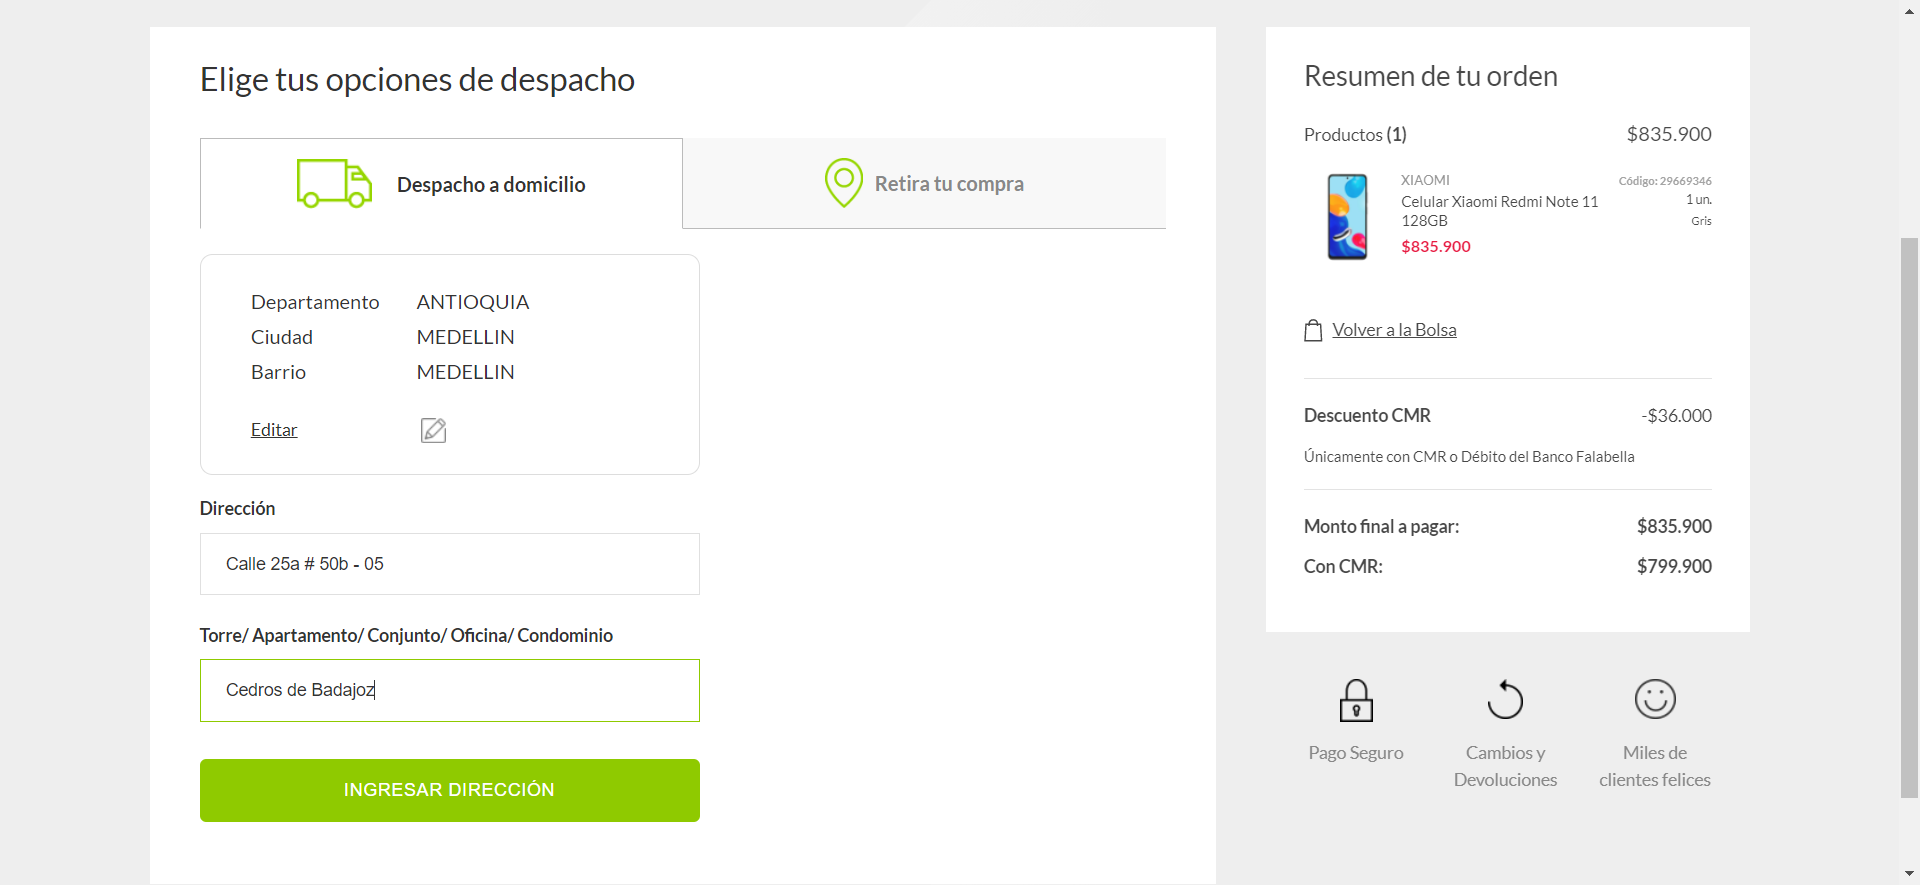 Elige tus opciones de despacho
Despacho a domicilio
Retira tu compra
Departamento ANTIOQUIA
Ciudad MEDELLIN
Barrio MEDELLIN
Editar
Dirección
Calle 25a # 50b - 05
Torre/ Apartamento/ Conjunto/ Oficina/ Condominio
Cedros de Badajoz
INGRESAR DIRECCIÓN
Resumen de tu orden
Productos (1) $835.900
XIAOMI Código: 29669346
Celular Xiaomi Redmi Note 11 1 un.
128GB Gris
$835.900
Volver a la Bolsa
Descuento CMR -$36.000
Únicamente con CMR o Débito del Banco Falabella
Monto final a pagar: $835.900
Con CMR: $799.900
Pago Seguro
Cambios y
Devoluciones
Miles de
clientes felices